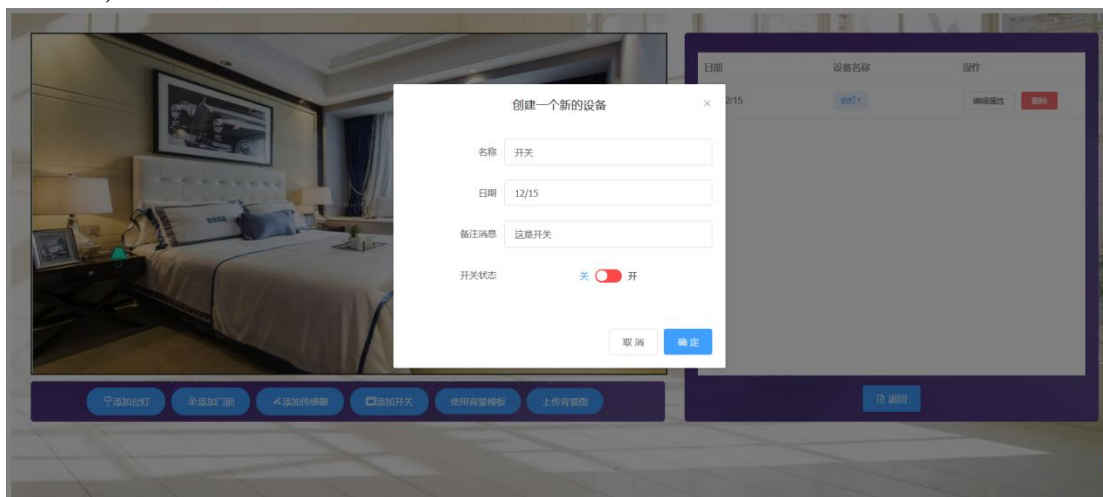 日期 设备名称 操作
创建一个新的设备 ×
2/15 台灯1 编辑属性 删除
名称 开关
日期 12/15
备注消息 这是开关
开关状态 关 开
取消 确定
添加台灯 添加门锁 添加传感器 添加开关 使用背景模板 上传背景图
返回